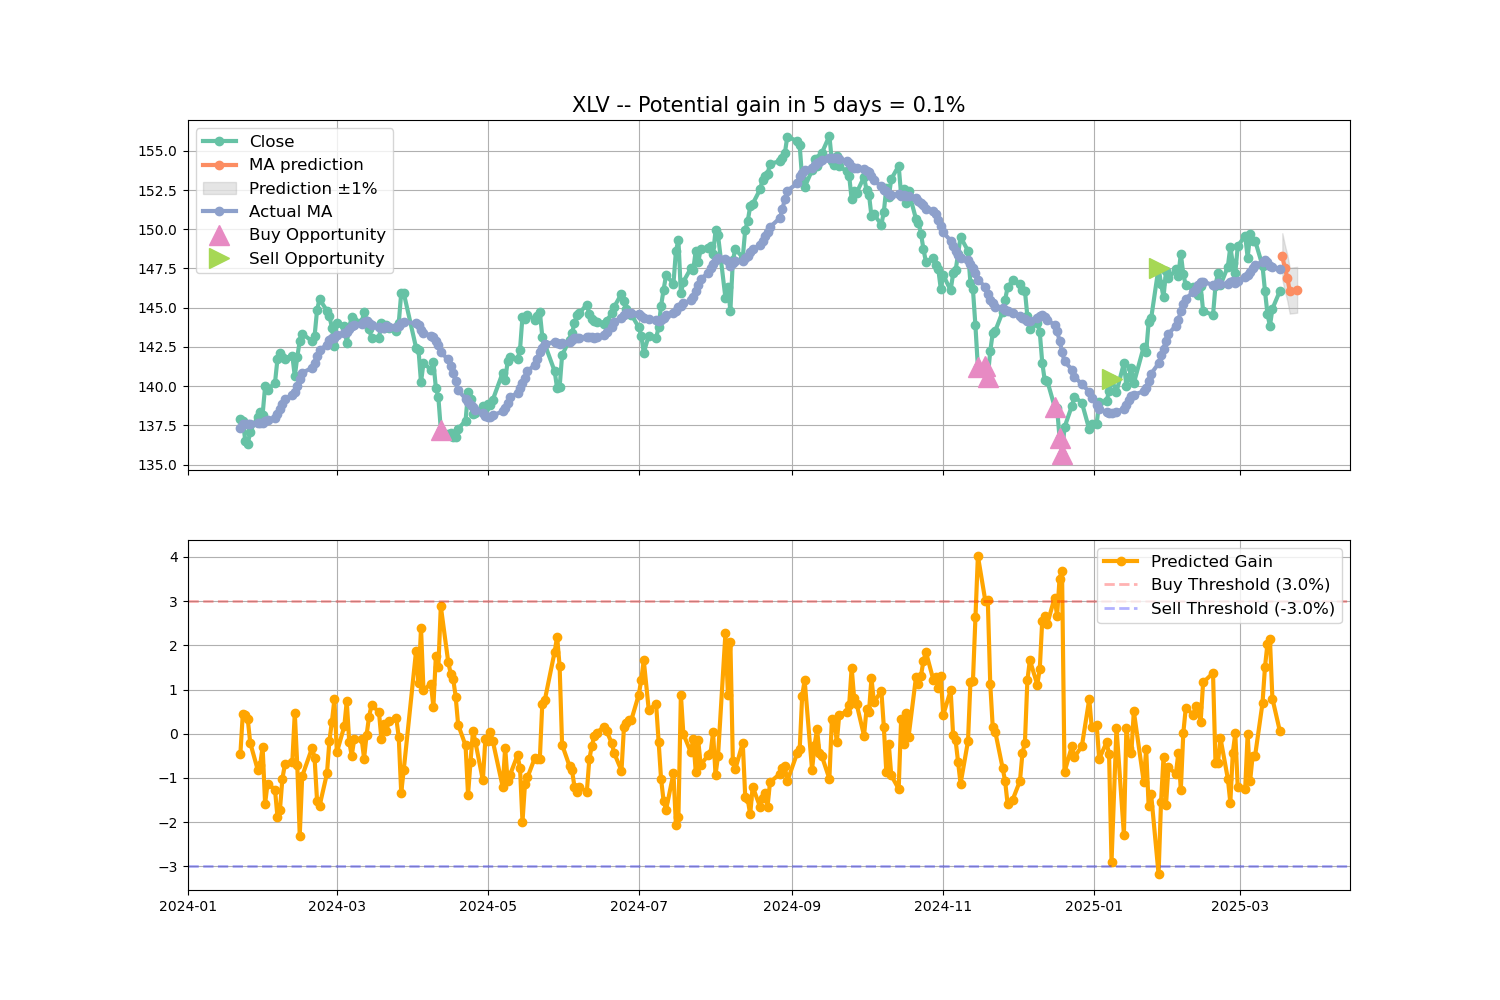 XLV -- Potential gain in 5 days = 0.1%
Close
MA prediction
Prediction ±1%
Actual MA
Buy Opportunity
Sell Opportunity
155.0
152.5
150.0
147.5
145.0
142.5
140.0
137.5
135.0
Predicted Gain
Buy Threshold (3.0%)
Sell Threshold (-3.0%)
4
3
2
1
0
−1
−2
−3
2024-01 2024-03 2024-05 2024-07 2024-09 2024-11 2025-01 2025-03